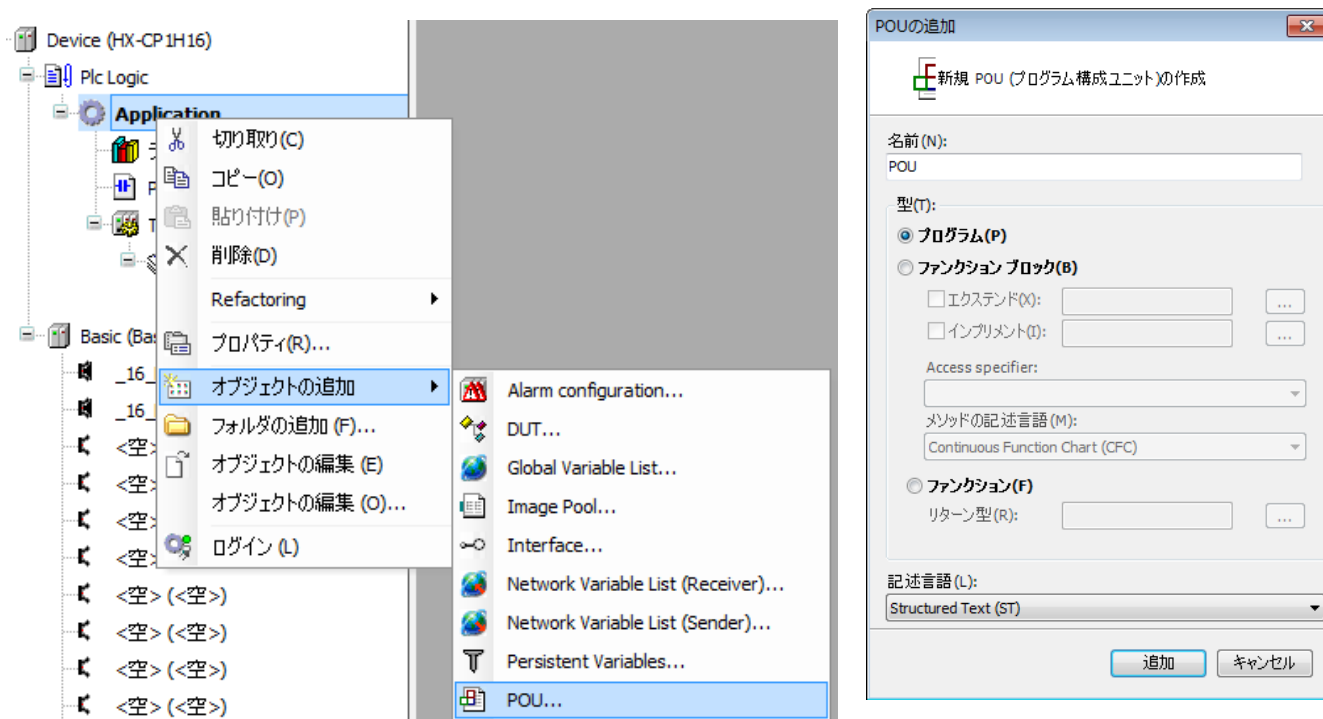 Device (HX-CP1H16)
Plc Logic
Application
切り取り(C)
コピー(O)
貼り付け(P)
削除(D)
Refactoring
プロパティ(R)...
オブジェクトの追加
フォルダの追加 (F)...
オブジェクトの編集 (E)
オブジェクトの編集 (O)...
ログイン (L)
Basic (Bas
_16_
_16_
<空>
<空>
<空>
<空>
<空> (<空>)
<空> (<空>)
<空> (<空>)
<空> (<空>)
Alarm configuration...
DUT...
Global Variable List...
Image Pool...
Interface...
Network Variable List (Receiver)...
Network Variable List (Sender)...
Persistent Variables...
POU...
POUの追加
新規 POU (プログラム構成ユニット)の作成
名前(N):
POU
型(T):
プログラム(P)
ファンクション ブロック(B)
エクステンド(X):
...
インプリメント(I):
...
Access specifier:
メソッドの記述言語(M):
Continuous Function Chart (CFC)
ファンクション(F)
リターン型(R):
...
記述言語(L):
Structured Text (ST)
追加
キャンセル